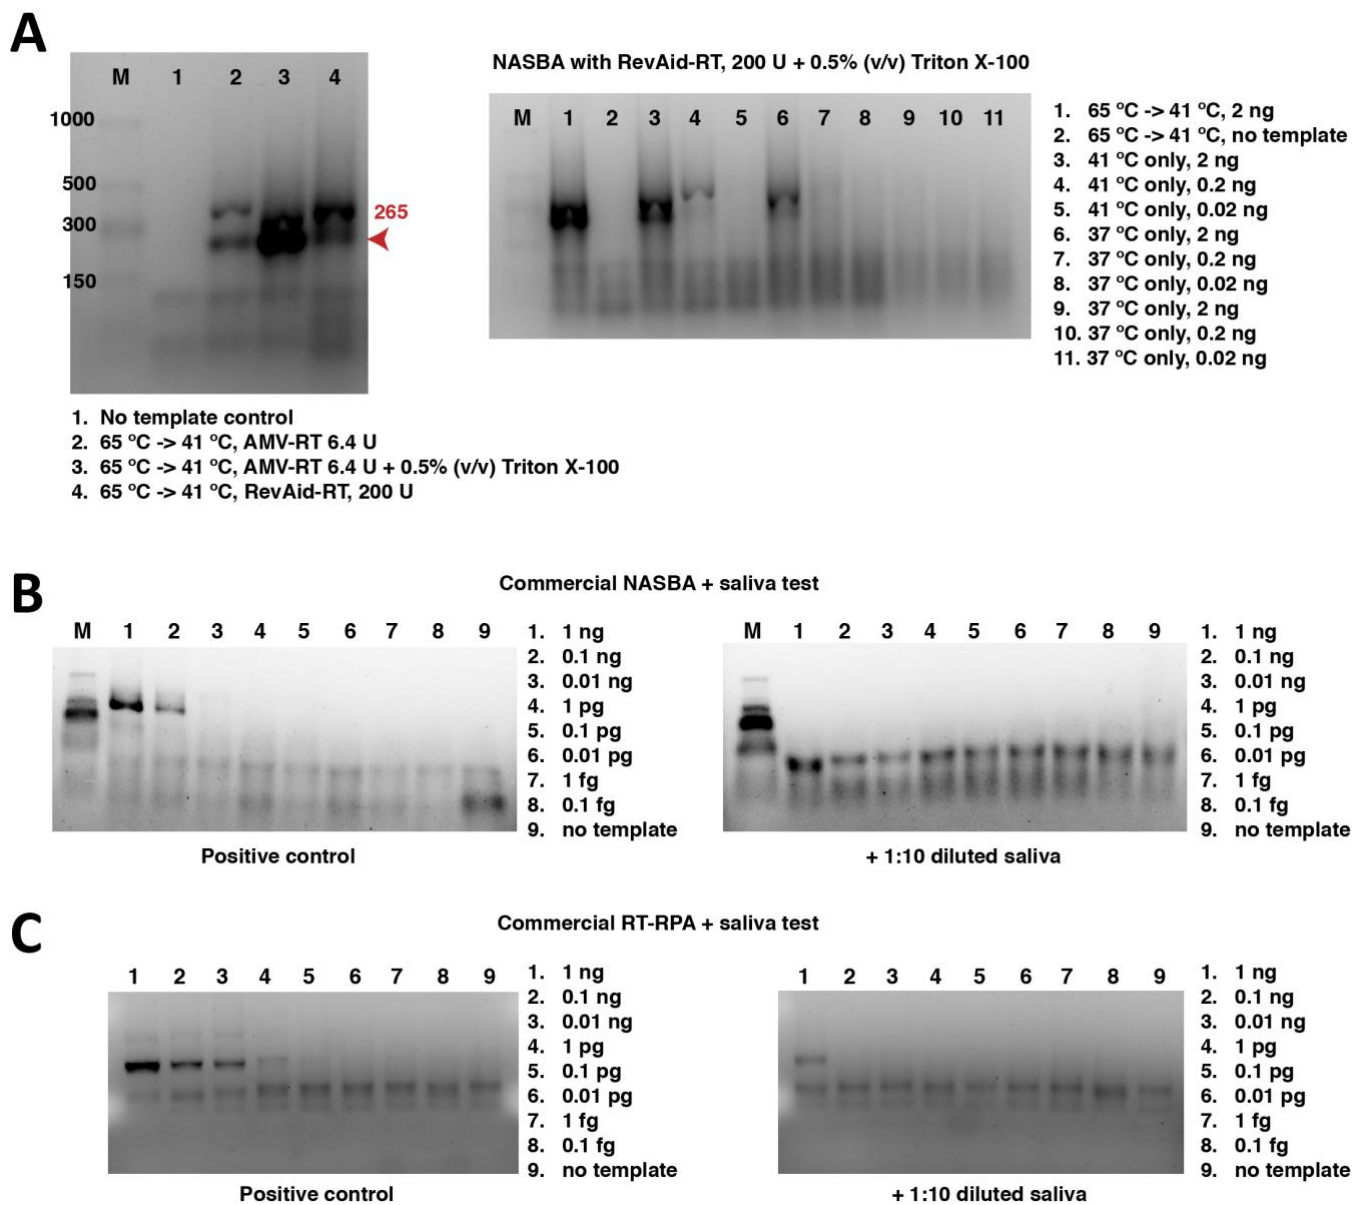 A
NASBA with RevAid-RT, 200 U + 0.5% (v/v) Triton X-100
M 1 2 3 4
1000
500
300
150
265
1. No template control
2. 65 °C -> 41 °C, AMV-RT 6.4 U
3. 65 °C -> 41 °C, AMV-RT 6.4 U + 0.5% (v/v) Triton X-100
4. 65 °C -> 41 °C, RevAid-RT, 200 U
M 1 2 3 4 5 6 7 8 9 10 11
1. 65 °C -> 41 °C, 2 ng
2. 65 °C -> 41 °C, no template
3. 41 °C only, 2 ng
4. 41 °C only, 0.2 ng
5. 41 °C only, 0.02 ng
6. 37 °C only, 2 ng
7. 37 °C only, 0.2 ng
8. 37 °C only, 0.02 ng
9. 37 °C only, 2 ng
10. 37 °C only, 0.2 ng
11. 37 °C only, 0.02 ng
B
Commercial NASBA + saliva test
M 1 2 3 4 5 6 7 8 9
1. 1 ng
2. 0.1 ng
3. 0.01 ng
4. 1 pg
5. 0.1 pg
6. 0.01 pg
7. 1 fg
8. 0.1 fg
9. no template
Positive control
M 1 2 3 4 5 6 7 8 9
1. 1 ng
2. 0.1 ng
3. 0.01 ng
4. 1 pg
5. 0.1 pg
6. 0.01 pg
7. 1 fg
8. 0.1 fg
9. no template
+ 1:10 diluted saliva
C
Commercial RT-RPA + saliva test
1 2 3 4 5 6 7 8 9
1. 1 ng
2. 0.1 ng
3. 0.01 ng
4. 1 pg
5. 0.1 pg
6. 0.01 pg
7. 1 fg
8. 0.1 fg
9. no template
Positive control
1 2 3 4 5 6 7 8 9
1. 1 ng
2. 0.1 ng
3. 0.01 ng
4. 1 pg
5. 0.1 pg
6. 0.01 pg
7. 1 fg
8. 0.1 fg
9. no template
+ 1:10 diluted saliva